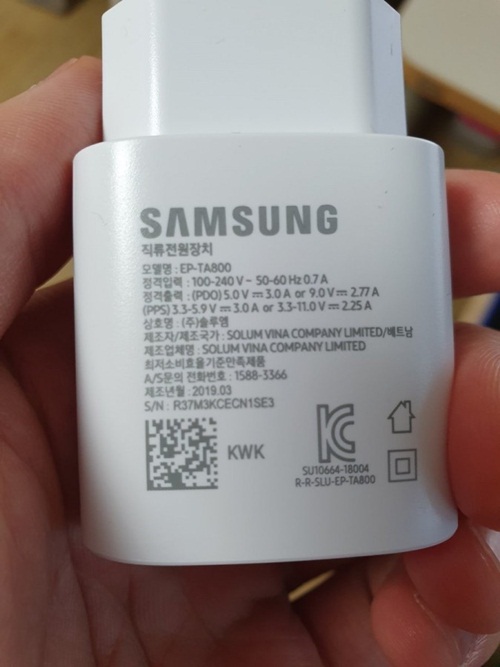 SAMSUNG
직류전원장치
모델명 : EP-TA800
정격입력 : 100-240 V ~ 50-60 Hz 0.7 A
정격출력 : (PDO) 5.0 V ⎓ 3.0 A or 9.0 V ⎓ 2.77 A
(PPS) 3.3-5.9 V ⎓ 3.0 A or 3.3-11.0 V ⎓ 2.25 A
상호명 : (주)솔루엠
제조자/제조국가 : SOLUM VINA COMPANY LIMITED/베트남
제조업체명 : SOLUM VINA COMPANY LIMITED
최저소비효율기준만족제품
A/S문의 전화번호 : 1588-3366
제조년월 : 2019.03
S/N : R37M3KCECN1SE3
KWK
KC
SU10664-18004
R-R-SLU-EP-TA800